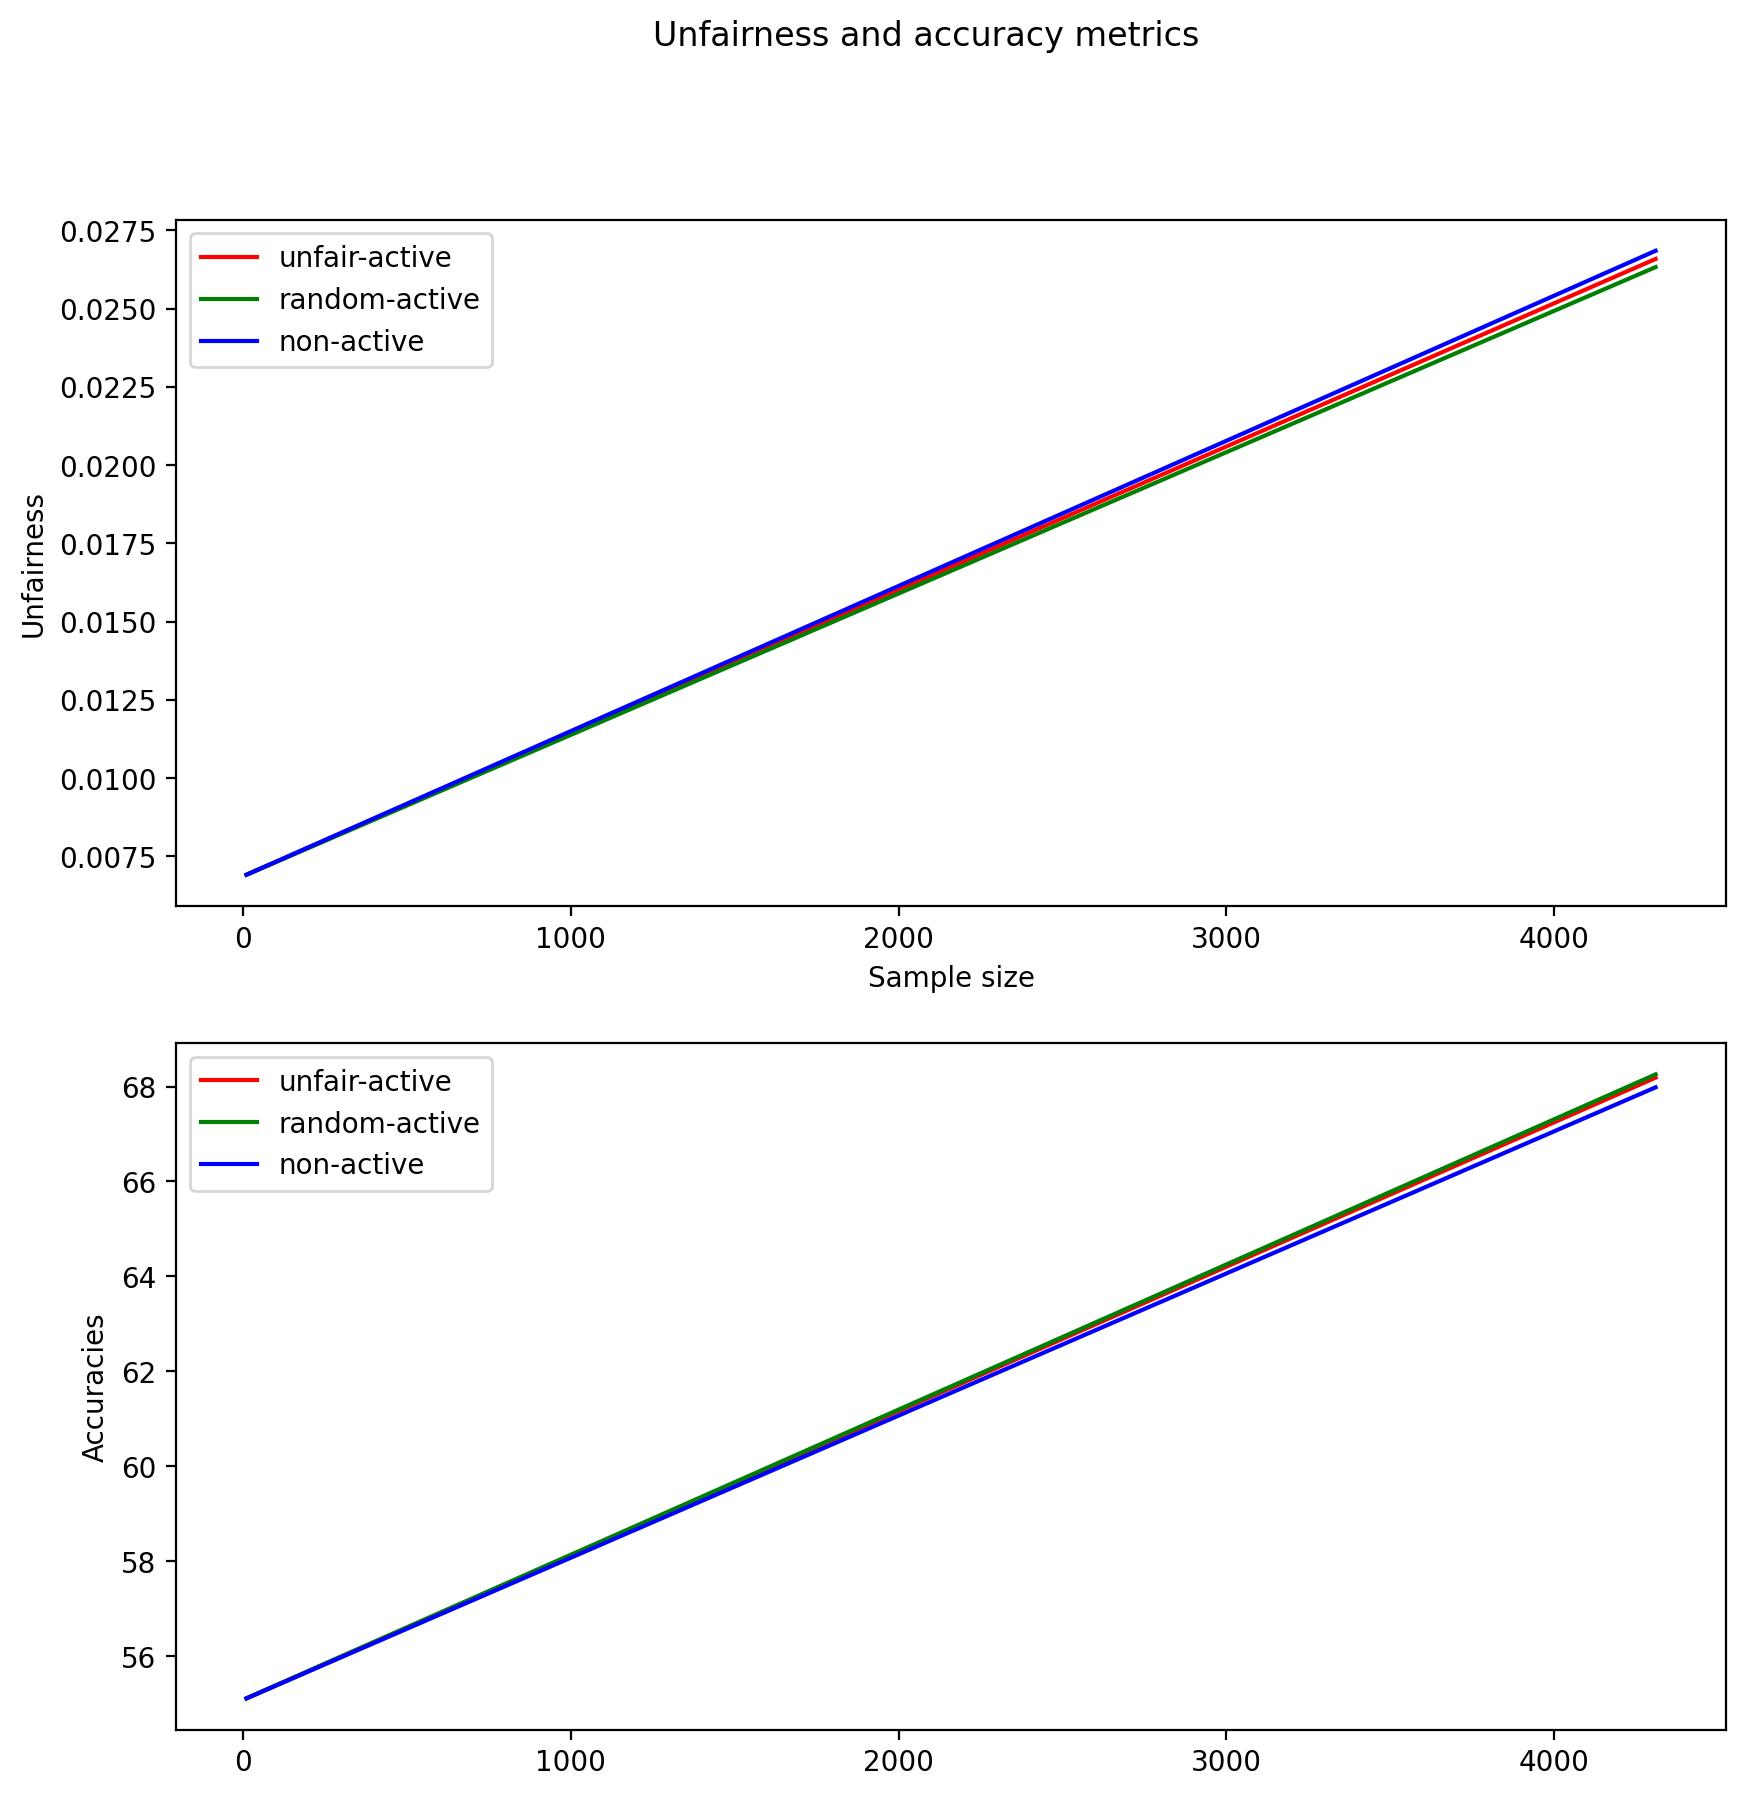 Unfairness and accuracy metrics
unfair-active
random-active
non-active
0.0275
0.0250
0.0225
0.0200
0.0175
0.0150
0.0125
0.0100
0.0075
Unfairness
0 1000 2000 3000 4000
Sample size
unfair-active
random-active
non-active
68
66
64
62
60
58
56
Accuracies
0 1000 2000 3000 4000